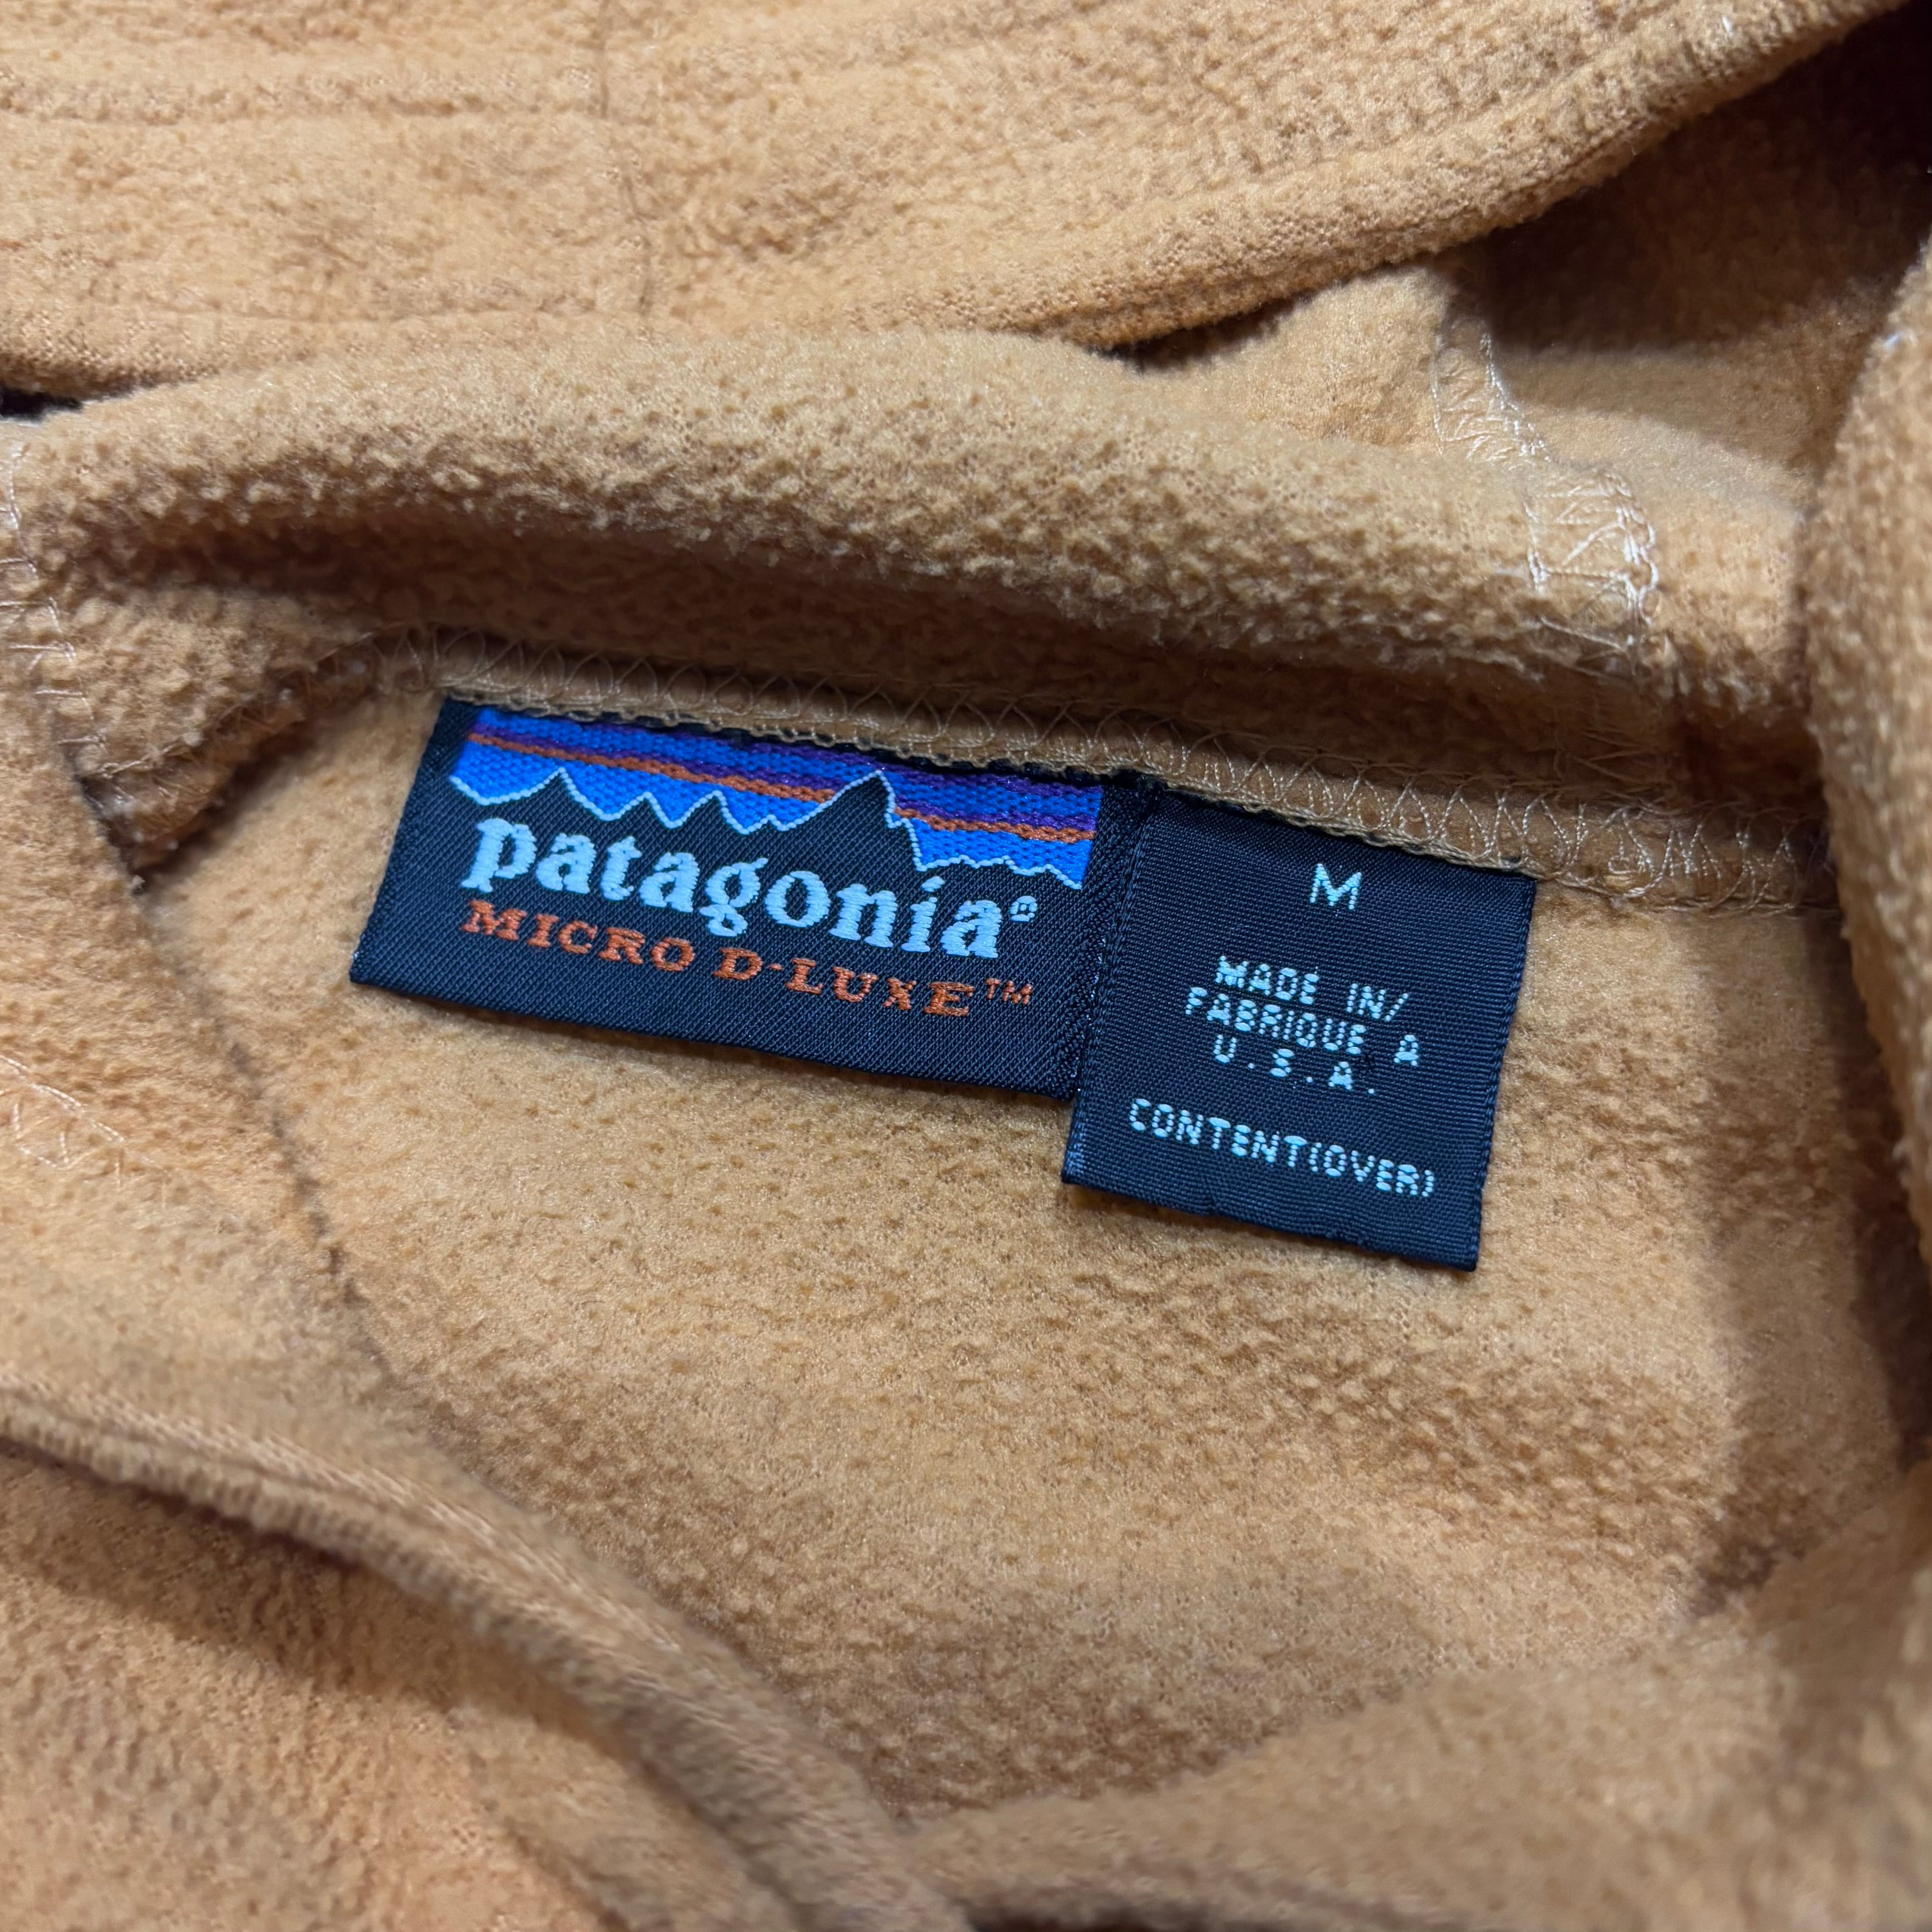 patagonia®
MICRO D-LUXE™
M
MADE IN/
FABRIQUE A
U.S.A.
CONTENT(OVER)